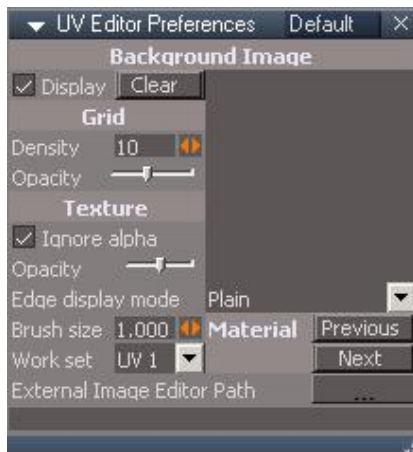 UV Editor Preferences Default
Background Image
Display Clear
Grid
Density 10
Opacity
Texture
Ignore alpha
Opacity
Edge display mode Plain
Brush size 1.000 Material Previous
Work set UV 1 Next
External Image Editor Path ...